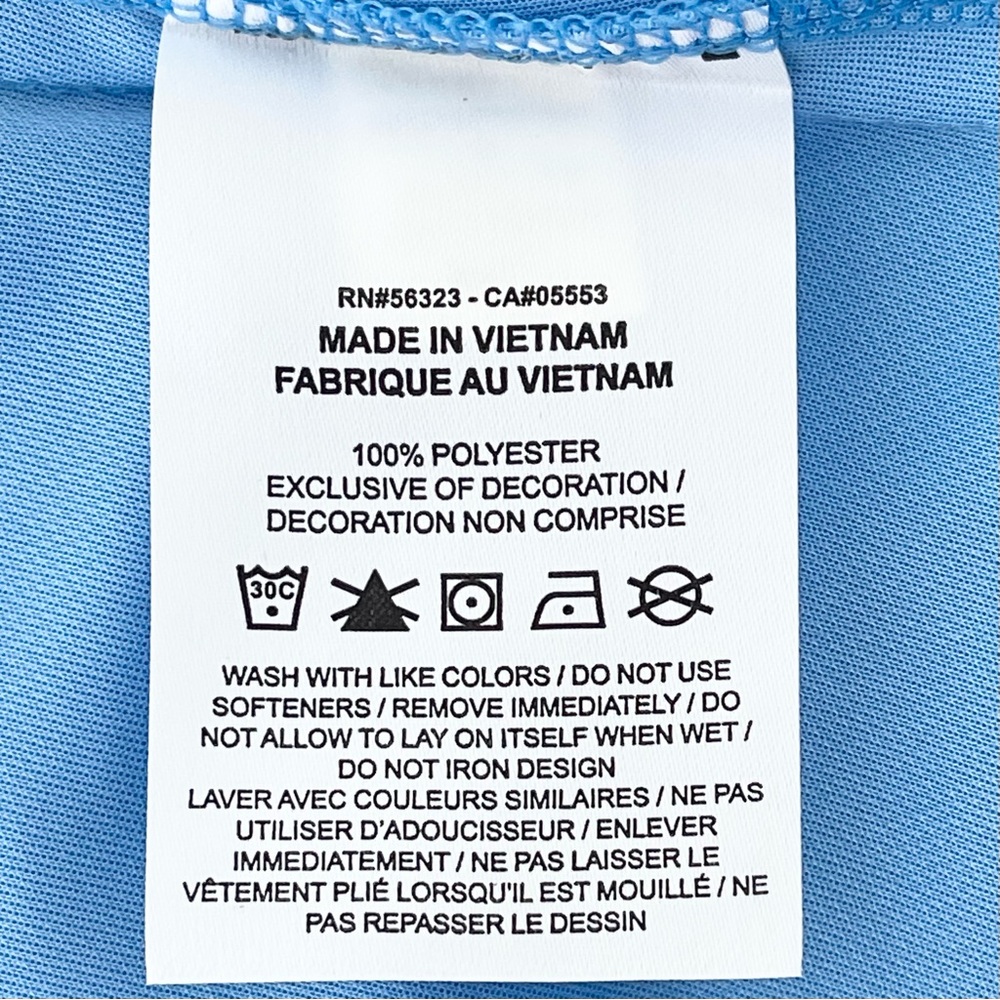 RN#56323 - CA#05553
MADE IN VIETNAM
FABRIQUE AU VIETNAM
100% POLYESTER
EXCLUSIVE OF DECORATION /
DECORATION NON COMPRISE
30C
WASH WITH LIKE COLORS / DO NOT USE
SOFTENERS / REMOVE IMMEDIATELY / DO
NOT ALLOW TO LAY ON ITSELF WHEN WET /
DO NOT IRON DESIGN
LAVER AVEC COULEURS SIMILAIRES / NE PAS
UTILISER D'ADOUCISSEUR / ENLEVER
IMMEDIATEMENT / NE PAS LAISSER LE
VÊTEMENT PLIÉ LORSQU'IL EST MOUILLÉ / NE
PAS REPASSER LE DESSIN